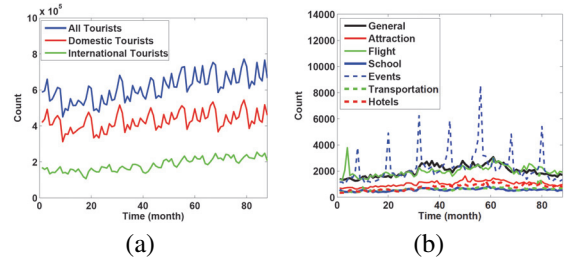 10 x 10^5
All Tourists
Domestic Tourists
International Tourists
8
6
4
2
0
Count
0 20 40 60 80
Time (month)
(a)
14000
General
Attraction
Flight
School
Events
Transportation
Hotels
12000
10000
8000
6000
4000
2000
0
Count
0 20 40 60 80
Time (month)
(b)